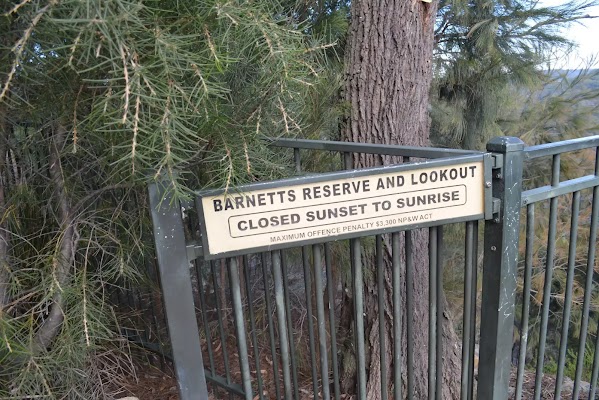 BARNETTS RESERVE AND LOOKOUT
CLOSED SUNSET TO SUNRISE
MAXIMUM OFFENCE PENALTY $3,300 NP&W ACT